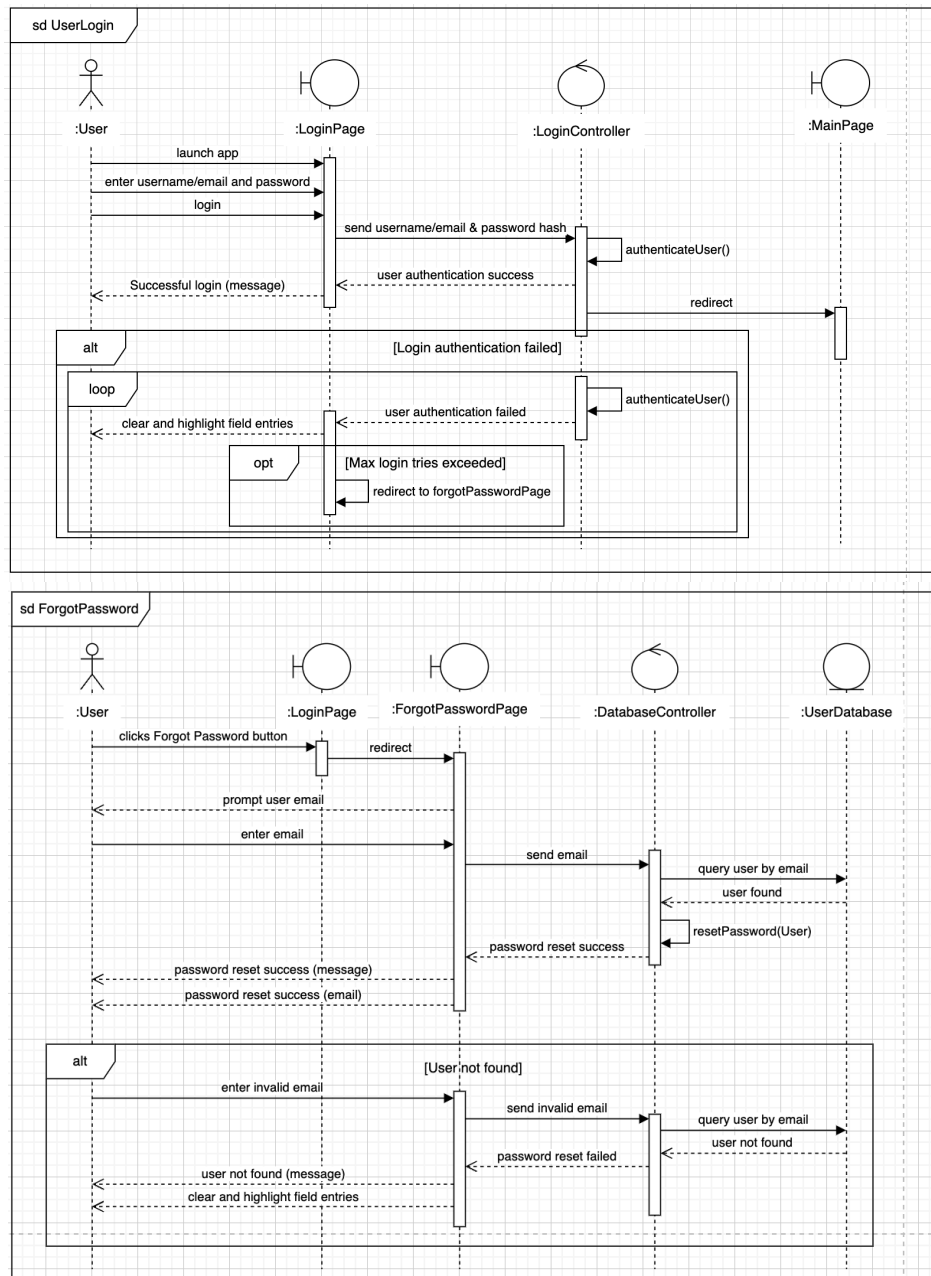 sd UserLogin
:User
:LoginPage
:LoginController
:MainPage
launch app
enter username/email and password
login
send username/email & password hash
authenticateUser()
user authentication success
Successful login (message)
redirect
alt
[Login authentication failed]
loop
authenticateUser()
user authentication failed
clear and highlight field entries
opt
[Max login tries exceeded]
redirect to forgotPasswordPage
sd ForgotPassword
:User
:LoginPage
:ForgotPasswordPage
:DatabaseController
:UserDatabase
clicks Forgot Password button
redirect
prompt user email
enter email
send email
query user by email
user found
resetPassword(User)
password reset success
password reset success (message)
password reset success (email)
alt
[User not found]
enter invalid email
send invalid email
query user by email
user not found
password reset failed
user not found (message)
clear and highlight field entries